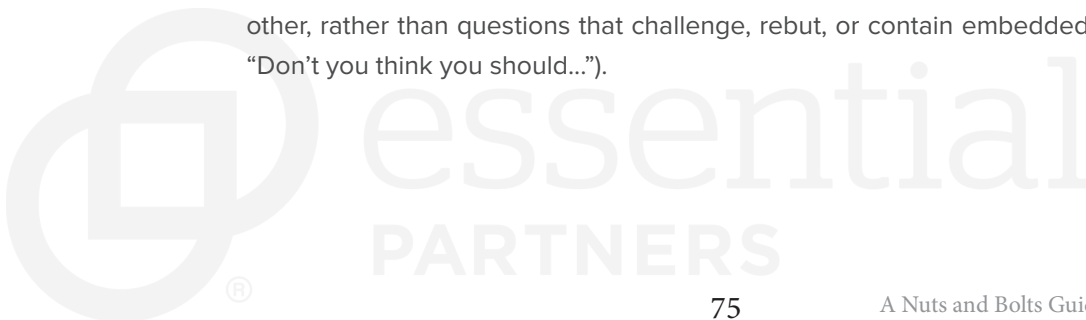 other, rather than questions that challenge, rebut, or contain embedded
“Don’t you think you should...”).
essential
PARTNERS
®
75 A Nuts and Bolts Guid